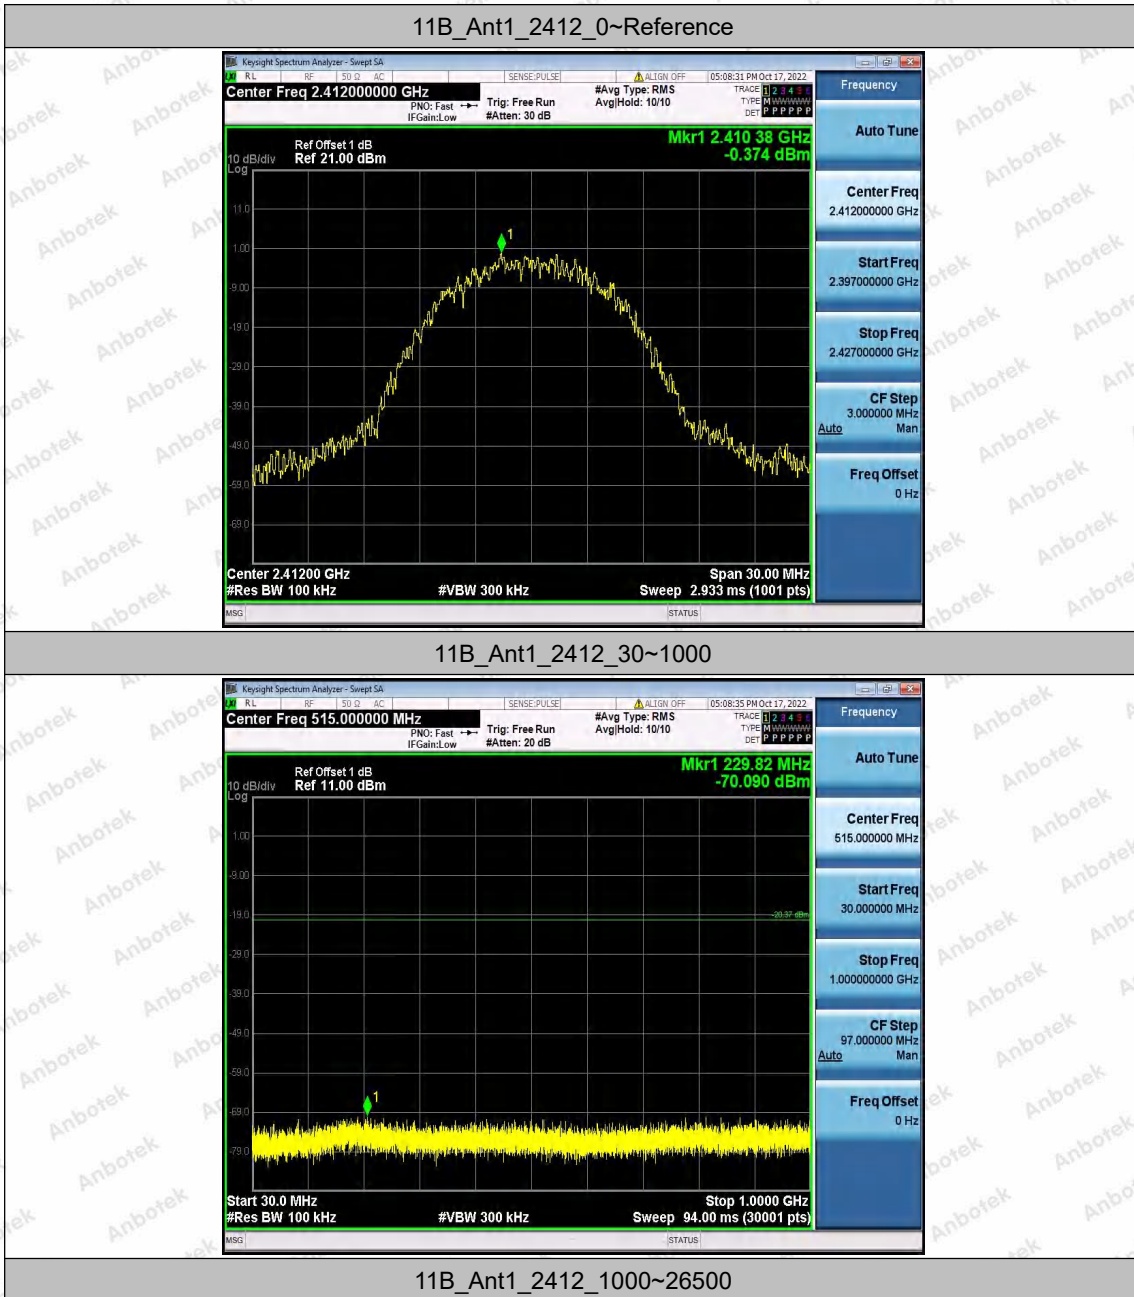 11B_Ant1_2412_0~Reference
Keysight Spectrum Analyzer - Swept SA
RL RF 50 Ω AC SENSE:PULSE ALIGN OFF 05:08:31 PM Oct 17, 2022
Center Freq 2.412000000 GHz
PNO: Fast
IFGain:Low
Trig: Free Run
#Atten: 30 dB
#Avg Type: RMS
Avg|Hold: 10/10
TRACE 1 2 3 4 5 6
TYPE M W W W W W
DET P P P P P P
Frequency
Auto Tune
Center Freq
2.412000000 GHz
Start Freq
2.397000000 GHz
Stop Freq
2.427000000 GHz
CF Step
3.000000 MHz
Auto Man
Freq Offset
0 Hz
Mkr1 2.410 38 GHz
-0.374 dBm
Ref Offset 1 dB
10 dB/div Ref 21.00 dBm
Log
11.0
1.00
-9.00
-19.0
-29.0
-39.0
-49.0
-59.0
-69.0
1
Center 2.41200 GHz Span 30.00 MHz
#Res BW 100 kHz #VBW 300 kHz Sweep 2.933 ms (1001 pts)
MSG STATUS
11B_Ant1_2412_30~1000
Keysight Spectrum Analyzer - Swept SA
RL RF 50 Ω AC SENSE:PULSE ALIGN OFF 05:08:35 PM Oct 17, 2022
Center Freq 515.000000 MHz
PNO: Fast
IFGain:Low
Trig: Free Run
#Atten: 20 dB
#Avg Type: RMS
Avg|Hold: 10/10
TRACE 1 2 3 4 5 6
TYPE M W W W W W
DET P P P P P P
Frequency
Auto Tune
Center Freq
515.000000 MHz
Start Freq
30.000000 MHz
Stop Freq
1.000000000 GHz
CF Step
97.000000 MHz
Auto Man
Freq Offset
0 Hz
Mkr1 229.82 MHz
-70.090 dBm
Ref Offset 1 dB
10 dB/div Ref 11.00 dBm
Log
1.00
-9.00
-19.0
-20.37 dBm
-29.0
-39.0
-49.0
-59.0
-69.0
-79.0
1
Start 30.0 MHz Stop 1.0000 GHz
#Res BW 100 kHz #VBW 300 kHz Sweep 94.00 ms (30001 pts)
MSG STATUS
11B_Ant1_2412_1000~26500